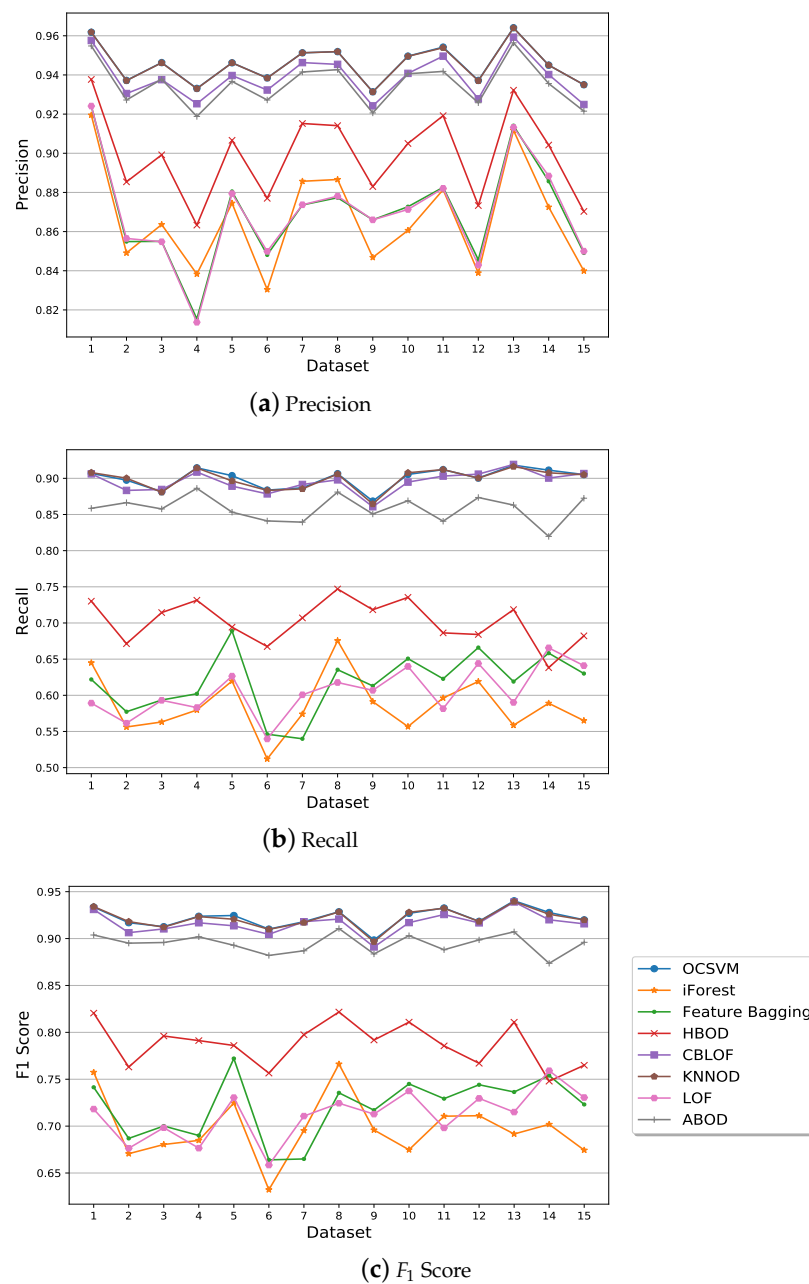 0.96
0.94
0.92
0.90
0.88
0.86
0.84
0.82
Precision
1 2 3 4 5 6 7 8 9 10 11 12 13 14 15
Dataset
(a) Precision
0.90
0.85
0.80
0.75
0.70
0.65
0.60
0.55
0.50
Recall
1 2 3 4 5 6 7 8 9 10 11 12 13 14 15
Dataset
(b) Recall
0.95
0.90
0.85
0.80
0.75
0.70
0.65
F1 Score
1 2 3 4 5 6 7 8 9 10 11 12 13 14 15
Dataset
OCSVM
iForest
Feature Bagging
HBOD
CBLOF
KNNOD
LOF
ABOD
(c) F1 Score